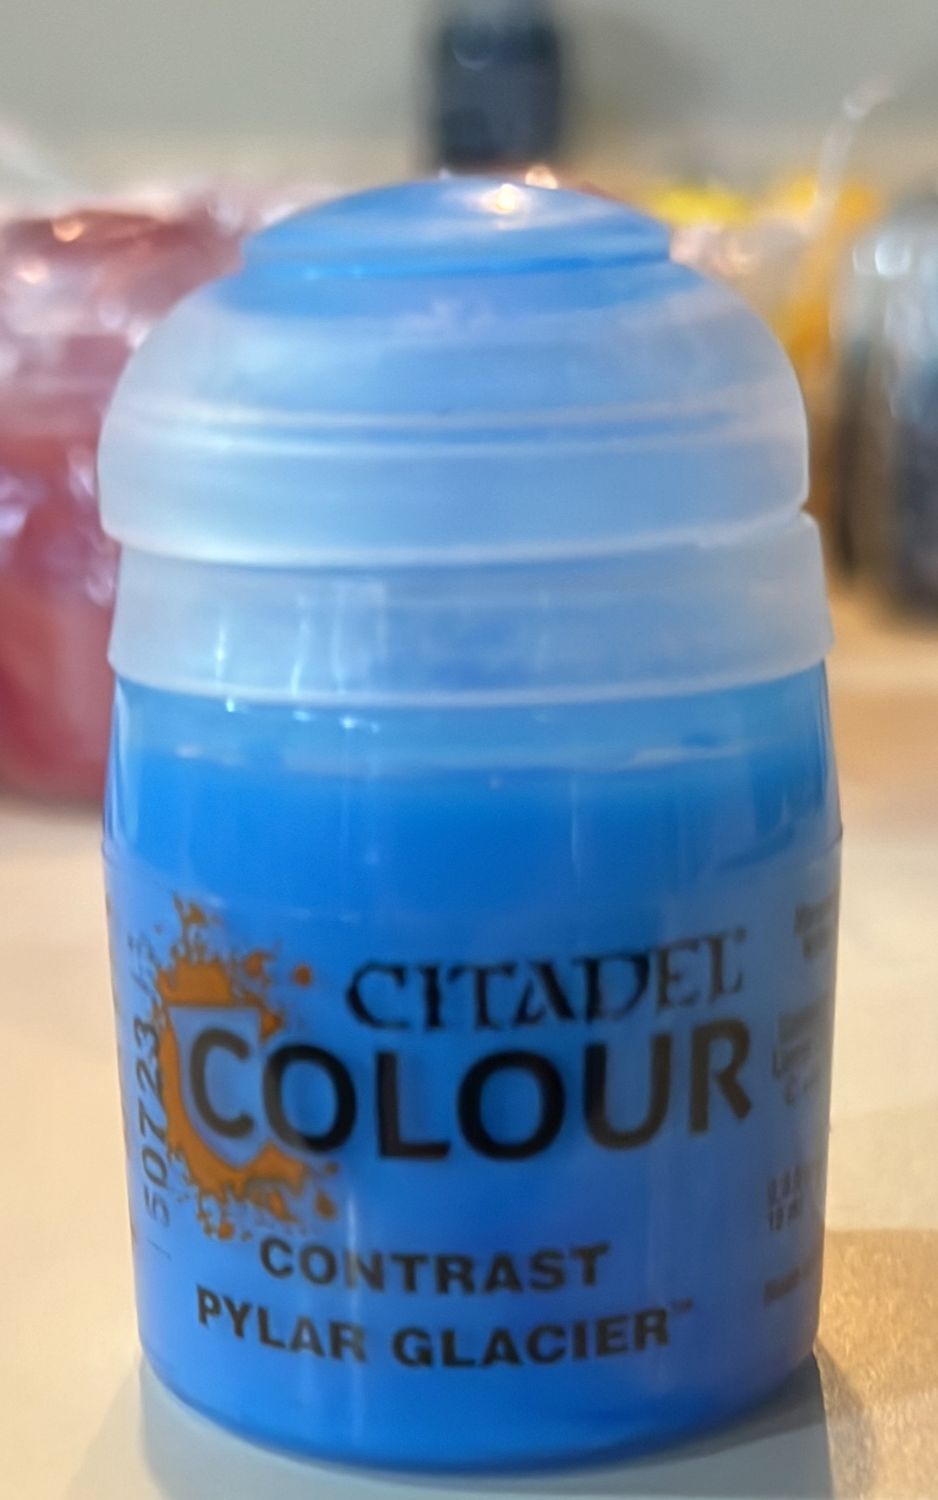 CITADEL
COLOUR
CONTRAST
PYLAR GLACIER™
50723